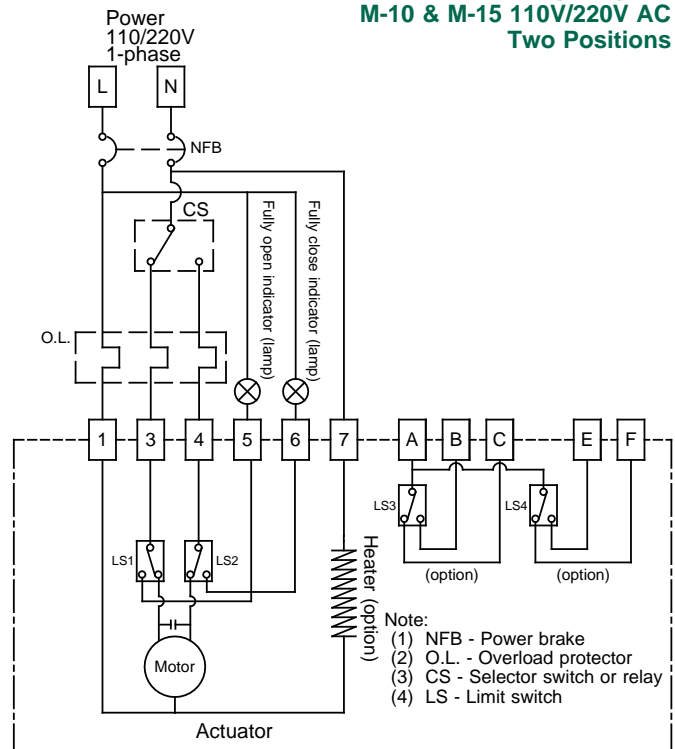 M-10 & M-15 110V/220V AC
Two Positions
Power
110/220V
1-phase
L
N
NFB
CS
Fully open indicator (lamp)
Fully close indicator (lamp)
O.L.
1
3
4
5
6
7
A
B
C
E
F
LS1
LS2
LS3
LS4
(option)
(option)
Heater (option)
Motor
Actuator
Note:
(1) NFB - Power brake
(2) O.L. - Overload protector
(3) CS - Selector switch or relay
(4) LS - Limit switch